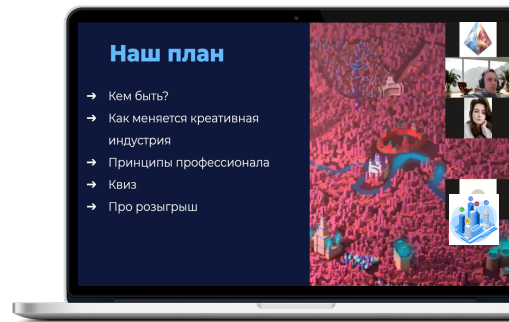 Наш план
➔ Кем быть?
➔ Как меняется креативная
индустрия
➔ Принципы профессионала
➔ Квиз
➔ Про розыгрыш